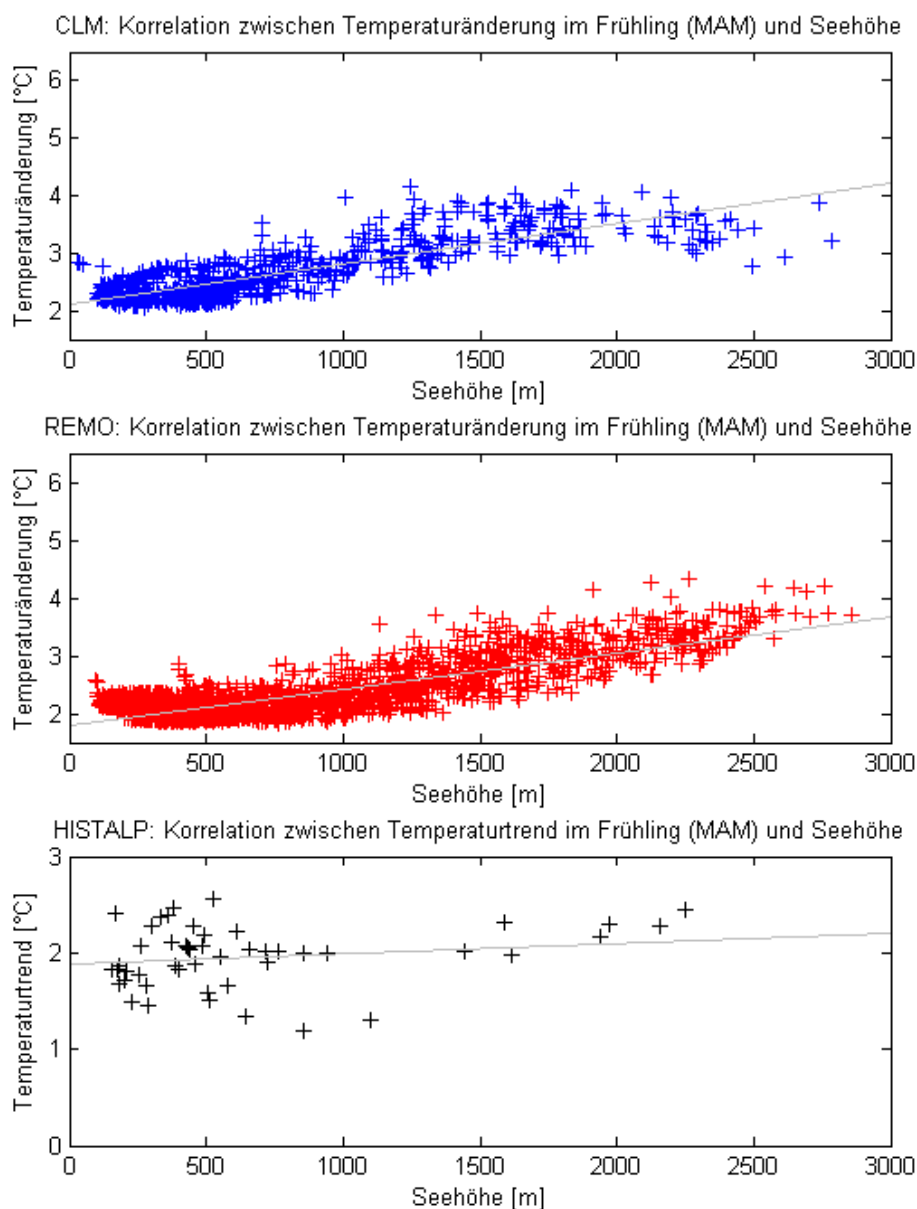 CLM: Korrelation zwischen Temperaturänderung im Frühling (MAM) und Seehöhe
Temperaturänderung [°C]
6
5
4
3
2
0 500 1000 1500 2000 2500 3000
Seehöhe [m]
REMO: Korrelation zwischen Temperaturänderung im Frühling (MAM) und Seehöhe
Temperaturänderung [°C]
6
5
4
3
2
0 500 1000 1500 2000 2500 3000
Seehöhe [m]
HISTALP: Korrelation zwischen Temperaturtrend im Frühling (MAM) und Seehöhe
Temperaturtrend [°C]
3
2
1
0
0 500 1000 1500 2000 2500 3000
Seehöhe [m]